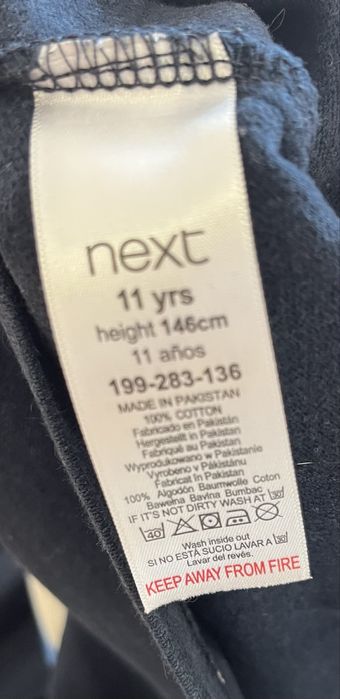 next
11 yrs
height 146cm
11 años
199-283-136
MADE IN PAKISTAN
100% COTTON
Fabricado en Pakistán
Hergestellt in Pakistan
Fabriqué au Pakistan
Wyprodukowano w Pakistanie
Vyrobeno v Pákistánu
Fabricat în Pakistan
100% Algodón Baumwolle Coton
Bawełna Bavlna Bumbac
IF IT'S NOT DIRTY WASH AT 30
40
Wash inside out
SI NO ESTÁ SUCIO LAVAR A 30
Lavar del revés.
KEEP AWAY FROM FIRE